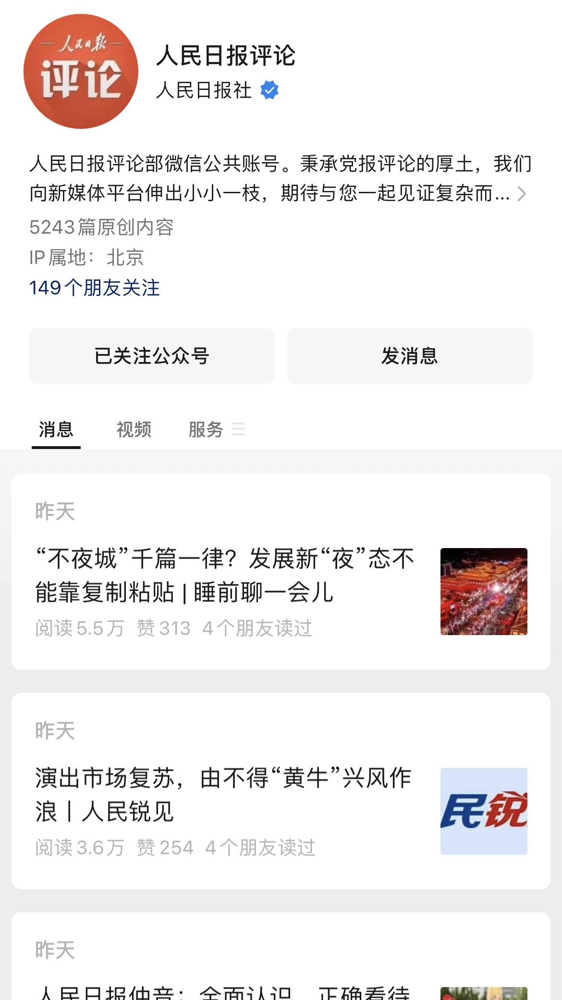 人民日报
评论
人民日报评论
人民日报社
人民日报评论部微信公共账号。秉承党报评论的厚土，我们
向新媒体平台伸出小小一枝，期待与您一起见证复杂而...
5243篇原创内容
IP属地：北京
149个朋友关注
已关注公众号 发消息
消息 视频 服务
昨天
“不夜城”千篇一律？发展新“夜”态不
能靠复制粘贴 | 睡前聊一会儿
阅读5.5万 赞313 4个朋友读过
昨天
演出市场复苏，由不得“黄牛”兴风作
浪丨人民锐见
民锐
阅读3.6万 赞254 4个朋友读过
昨天
人民日报仲音：全面认识、正确看待